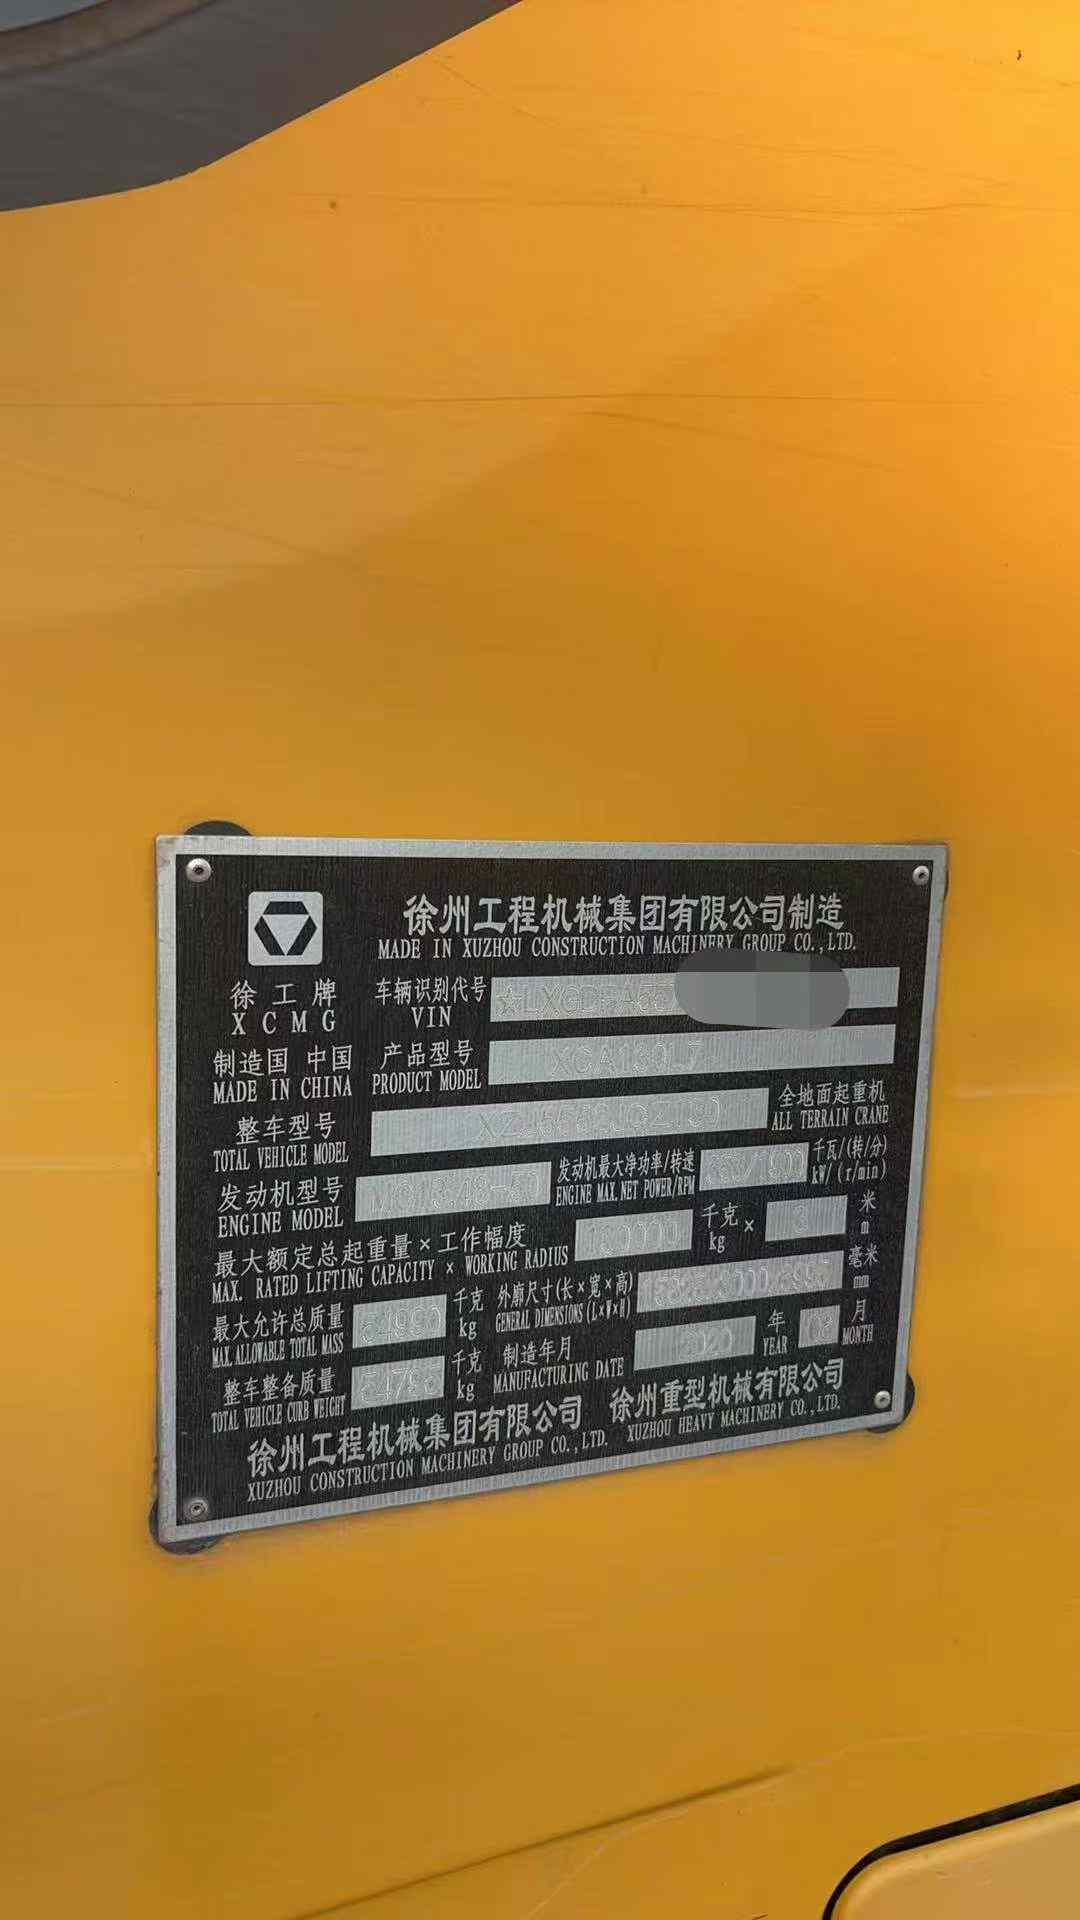 徐州工程机械集团有限公司制造
MADE IN XUZHOU CONSTRUCTION MACHINERY GROUP CO.,LTD.
徐工牌
XCMG
车辆识别代号
VIN
制造国 中国
MADE IN CHINA
产品型号
PRODUCT MODEL
XCA130L7
整车型号
TOTAL VEHICLE MODEL
全地面起重机
ALL TERRAIN CRANE
发动机型号
ENGINE MODEL
发动机最大净功率/转速
ENGINE MAX.NET POWER/RPM
千瓦/(转/分)
kW/(r/min)
最大额定总起重量×工作幅度
MAX. RATED LIFTING CAPACITY × WORKING RADIUS
130000
千克
kg
×
3
米
m
最大允许总质量
MAX.ALLOWABLE TOTAL MASS
54990
千克
kg
外廓尺寸(长×宽×高)
GENERAL DIMENSIONS(L×W×H)
毫米
mm
整车整备质量
TOTAL VEHICLE CURB WEIGHT
54793
千克
kg
制造年月
MANUFACTURING DATE
2020
年
YEAR
月
MONTH
徐州工程机械集团有限公司 徐州重型机械有限公司
XUZHOU CONSTRUCTION MACHINERY GROUP CO.,LTD. XUZHOU HEAVY MACHINERY CO.,LTD.